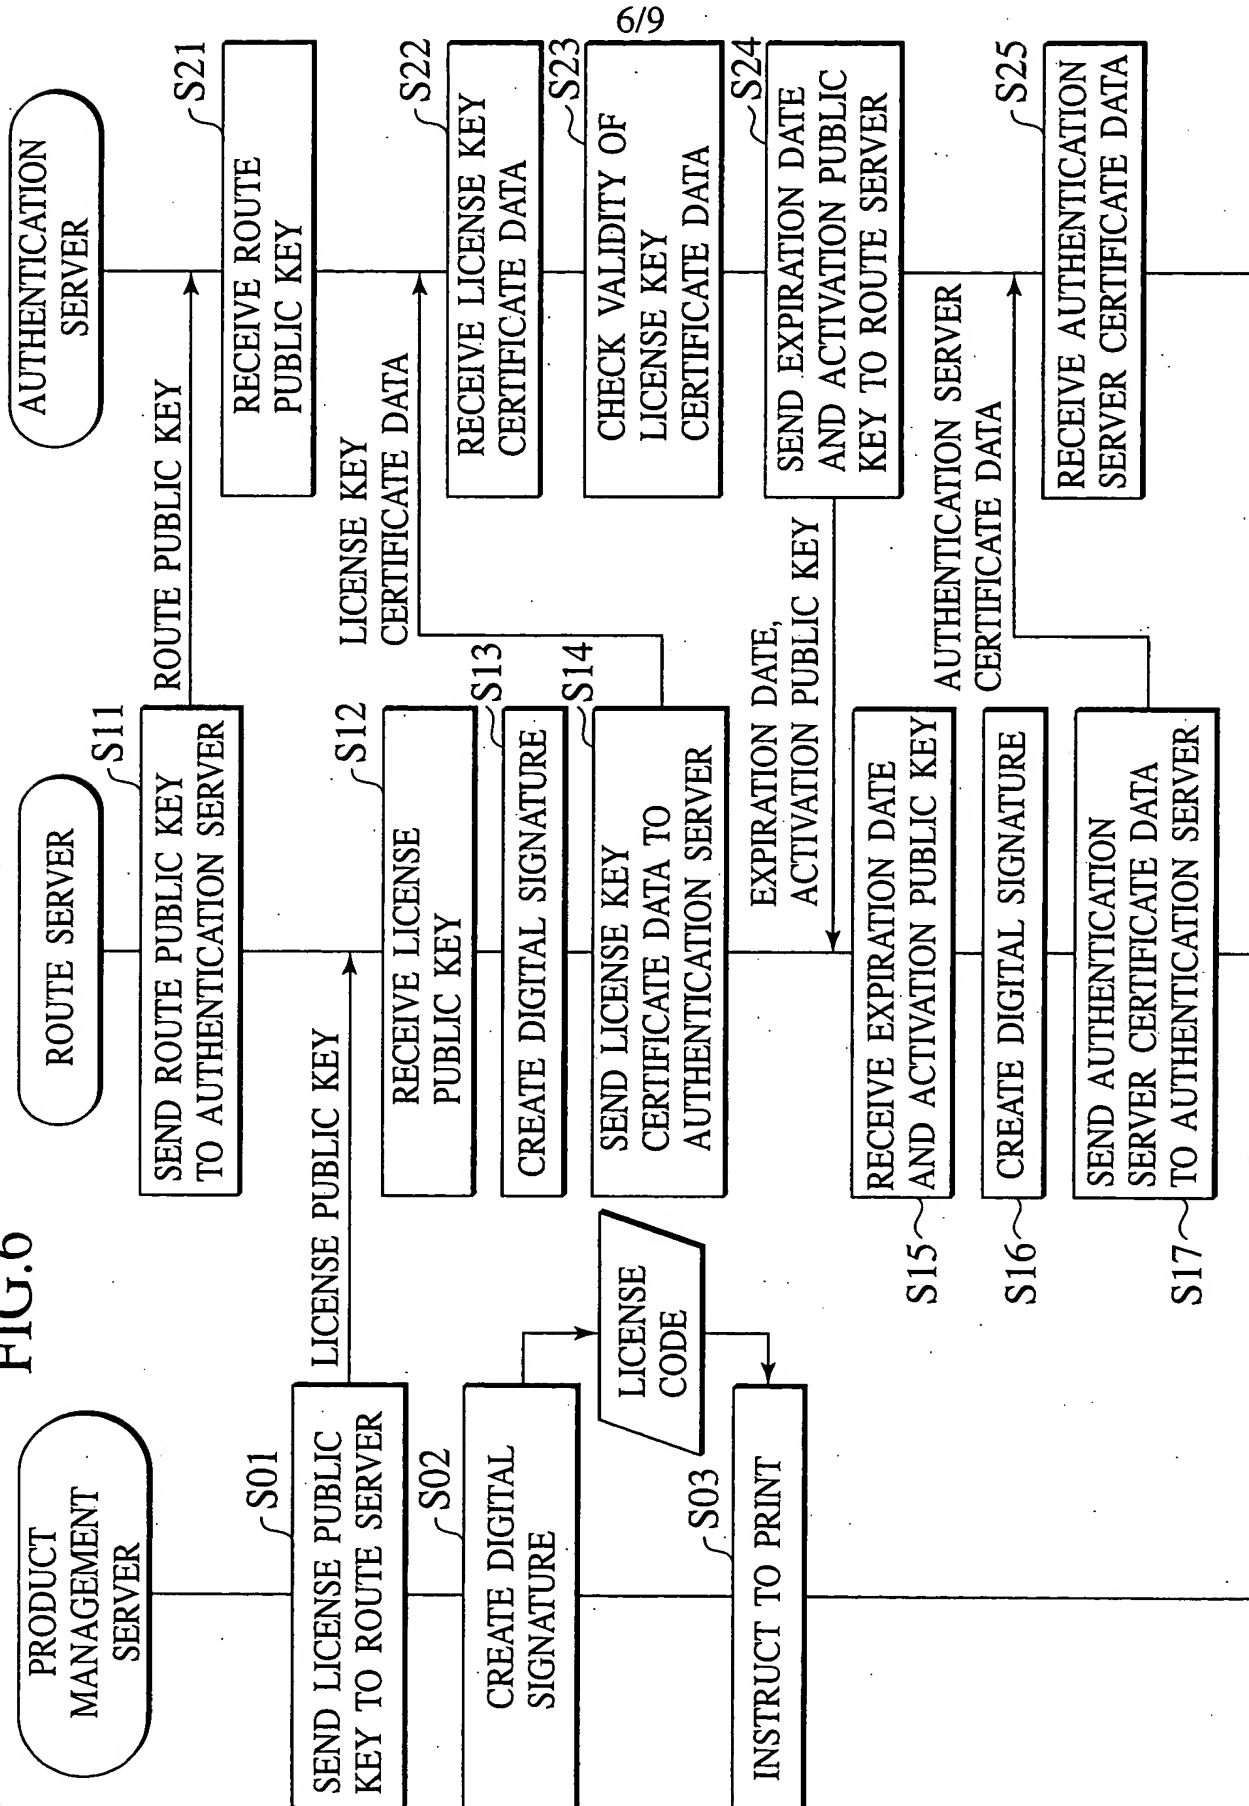 6/9
FIG.6
PRODUCT
MANAGEMENT
SERVER
S01
SEND LICENSE PUBLIC
KEY TO ROUTE SERVER
LICENSE PUBLIC KEY
S02
CREATE DIGITAL
SIGNATURE
LICENSE
CODE
S03
INSTRUCT TO PRINT
ROUTE SERVER
S11
SEND ROUTE PUBLIC KEY
TO AUTHENTICATION SERVER
ROUTE PUBLIC KEY
S12
RECEIVE LICENSE
PUBLIC KEY
S13
CREATE DIGITAL SIGNATURE
S14
SEND LICENSE KEY
CERTIFICATE DATA TO
AUTHENTICATION SERVER
LICENSE KEY
CERTIFICATE DATA
EXPIRATION DATE,
ACTIVATION PUBLIC KEY
S15
RECEIVE EXPIRATION DATE
AND ACTIVATION PUBLIC KEY
S16
CREATE DIGITAL SIGNATURE
S17
SEND AUTHENTICATION
SERVER CERTIFICATE DATA
TO AUTHENTICATION SERVER
AUTHENTICATION SERVER
CERTIFICATE DATA
AUTHENTICATION
SERVER
S21
RECEIVE ROUTE
PUBLIC KEY
S22
RECEIVE LICENSE KEY
CERTIFICATE DATA
S23
CHECK VALIDITY OF
LICENSE KEY
CERTIFICATE DATA
S24
SEND EXPIRATION DATE
AND ACTIVATION PUBLIC
KEY TO ROUTE SERVER
S25
RECEIVE AUTHENTICATION
SERVER CERTIFICATE DATA